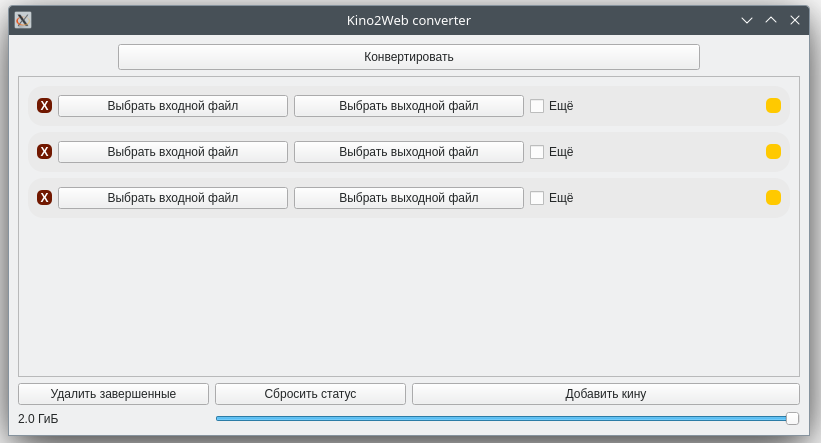 Kino2Web converter
Конвертировать
X Выбрать входной файл Выбрать выходной файл Ещё
X Выбрать входной файл Выбрать выходной файл Ещё
X Выбрать входной файл Выбрать выходной файл Ещё
Удалить завершенные Сбросить статус Добавить кину
2.0 ГиБ